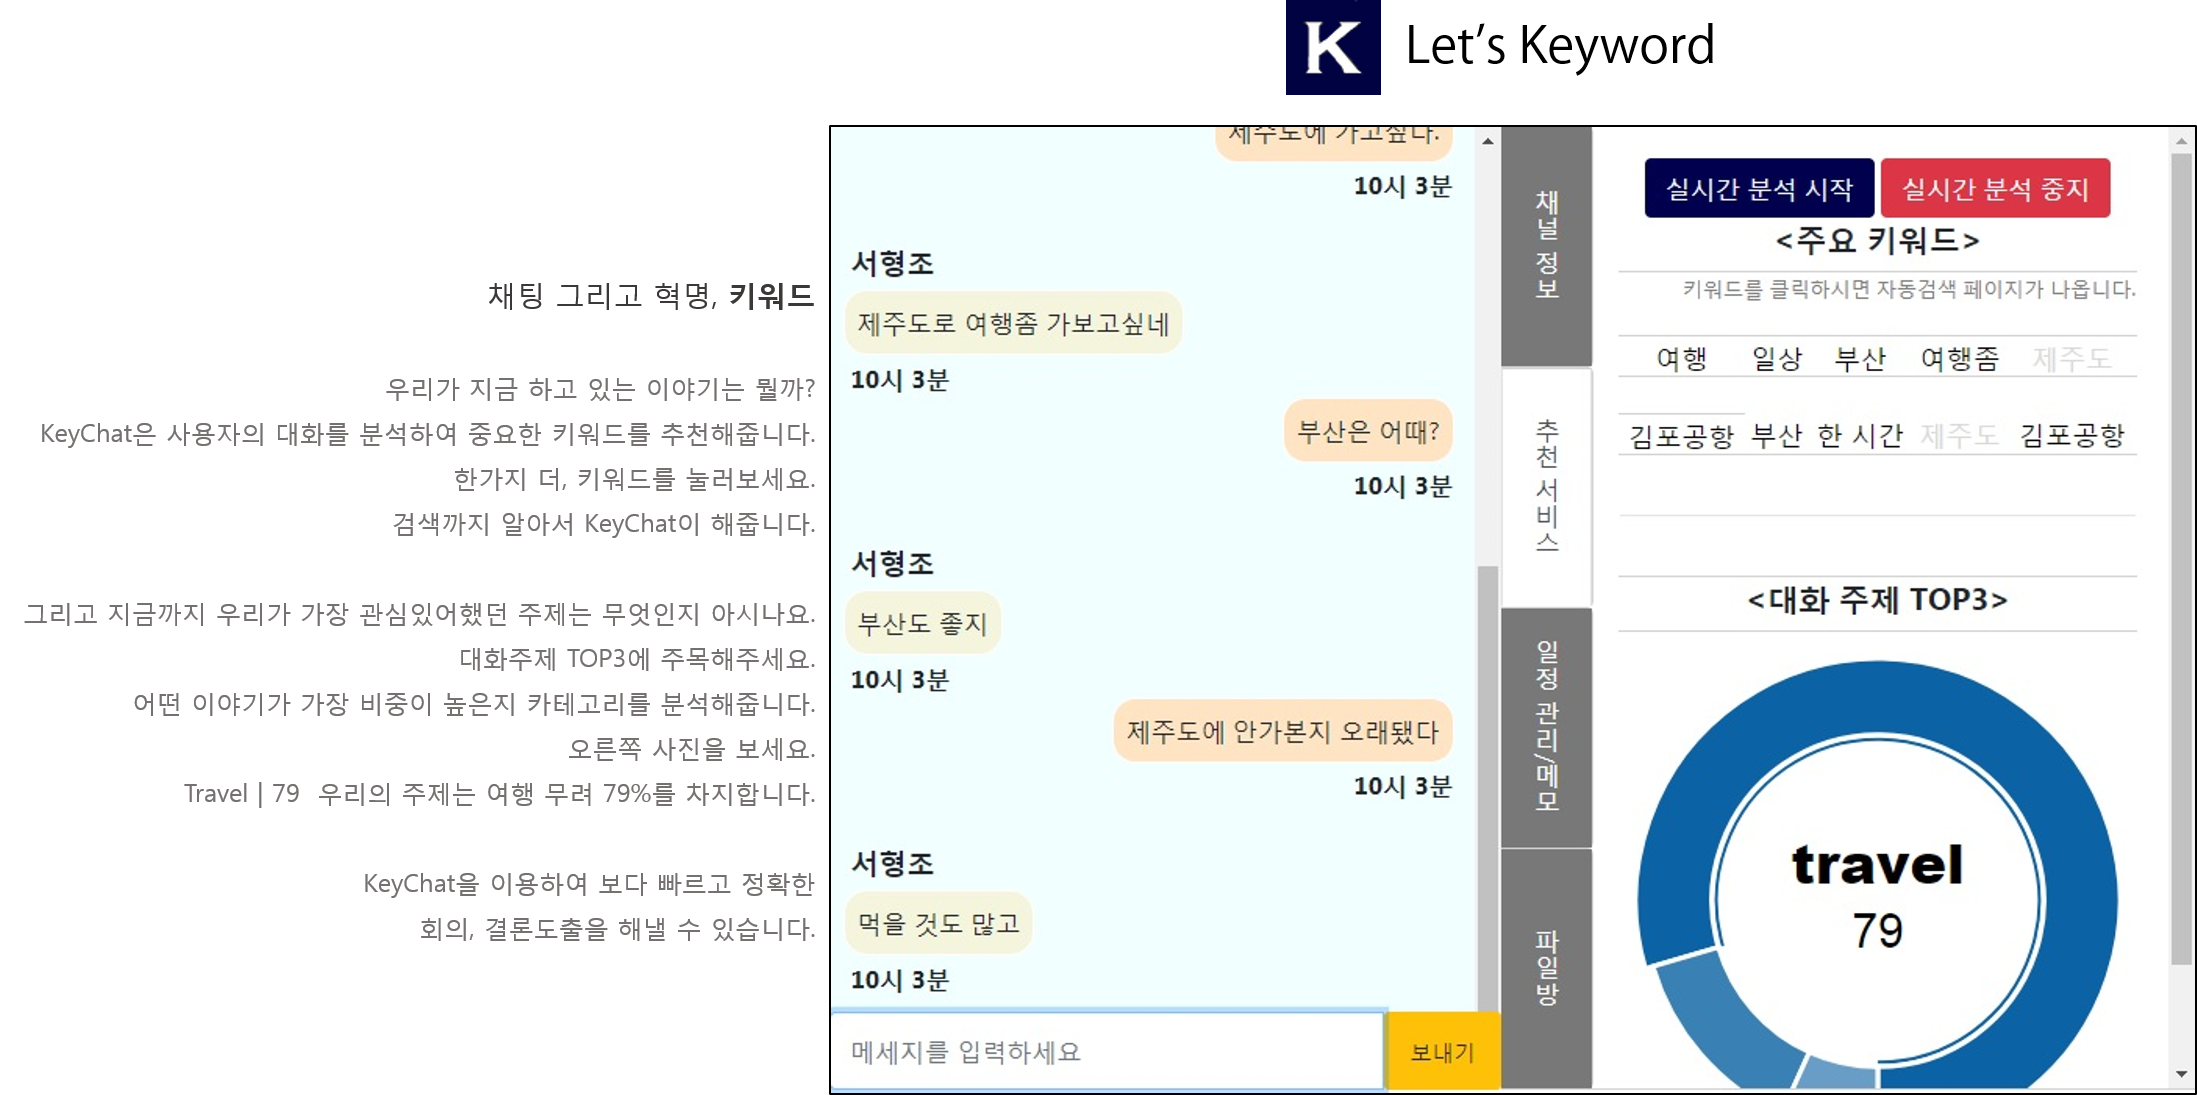 K Let's Keyword
채팅 그리고 혁명, 키워드
우리가 지금 하고 있는 이야기는 뭘까?
KeyChat은 사용자의 대화를 분석하여 중요한 키워드를 추천해줍니다.
한가지 더, 키워드를 눌러보세요.
검색까지 알아서 KeyChat이 해줍니다.
그리고 지금까지 우리가 가장 관심있어했던 주제는 무엇인지 아시나요.
대화주제 TOP3에 주목해주세요.
어떤 이야기가 가장 비중이 높은지 카테고리를 분석해줍니다.
오른쪽 사진을 보세요.
Travel | 79 우리의 주제는 여행 무려 79%를 차지합니다.
KeyChat을 이용하여 보다 빠르고 정확한
회의, 결론도출을 해낼 수 있습니다.
제주도에 가고싶다.
10시 3분
서형조
제주도로 여행좀 가보고싶네
10시 3분
부산은 어때?
10시 3분
서형조
부산도 좋지
10시 3분
제주도에 안가본지 오래됐다
10시 3분
서형조
먹을 것도 많고
10시 3분
메세지를 입력하세요
보내기
채널 정보
추천 서비스
일정 관리/메모
파일방
실시간 분석 시작 실시간 분석 중지
<주요 키워드>
키워드를 클릭하시면 자동검색 페이지가 나옵니다.
여행 일상 부산 여행좀 제주도
김포공항 부산 한 시간 제주도 김포공항
<대화 주제 TOP3>
travel
79